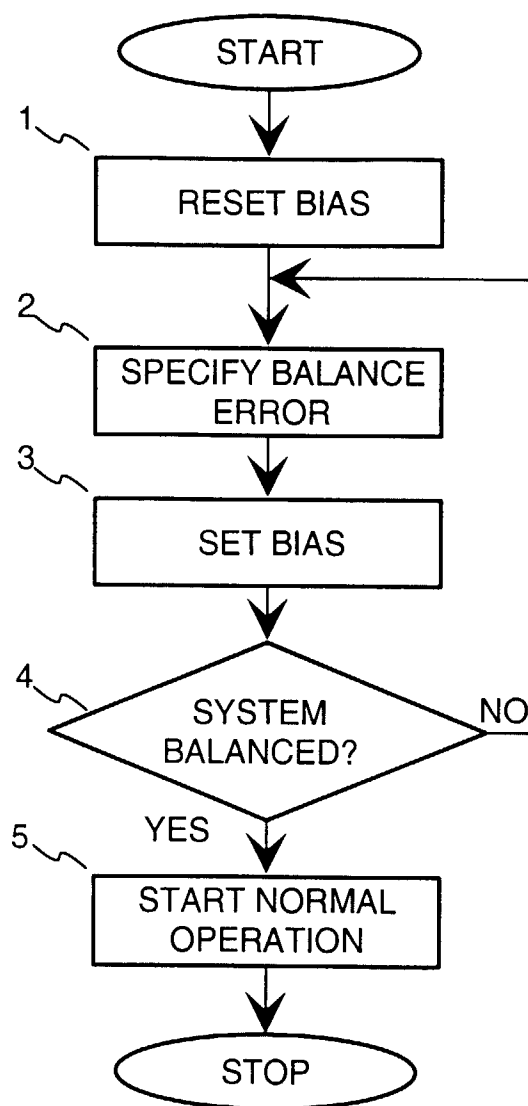 START
1
RESET BIAS
2
SPECIFY BALANCE
ERROR
3
SET BIAS
4
SYSTEM
BALANCED?
NO
YES
5
START NORMAL
OPERATION
STOP